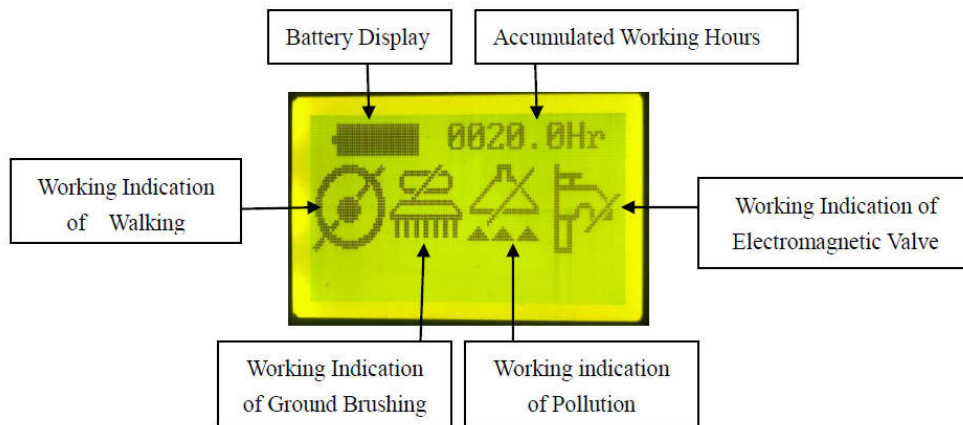 Battery Display
Accumulated Working Hours
0020.0Hr
Working Indication
of Walking
Working Indication of
Electromagnetic Valve
Working Indication
of Ground Brushing
Working indication
of Pollution